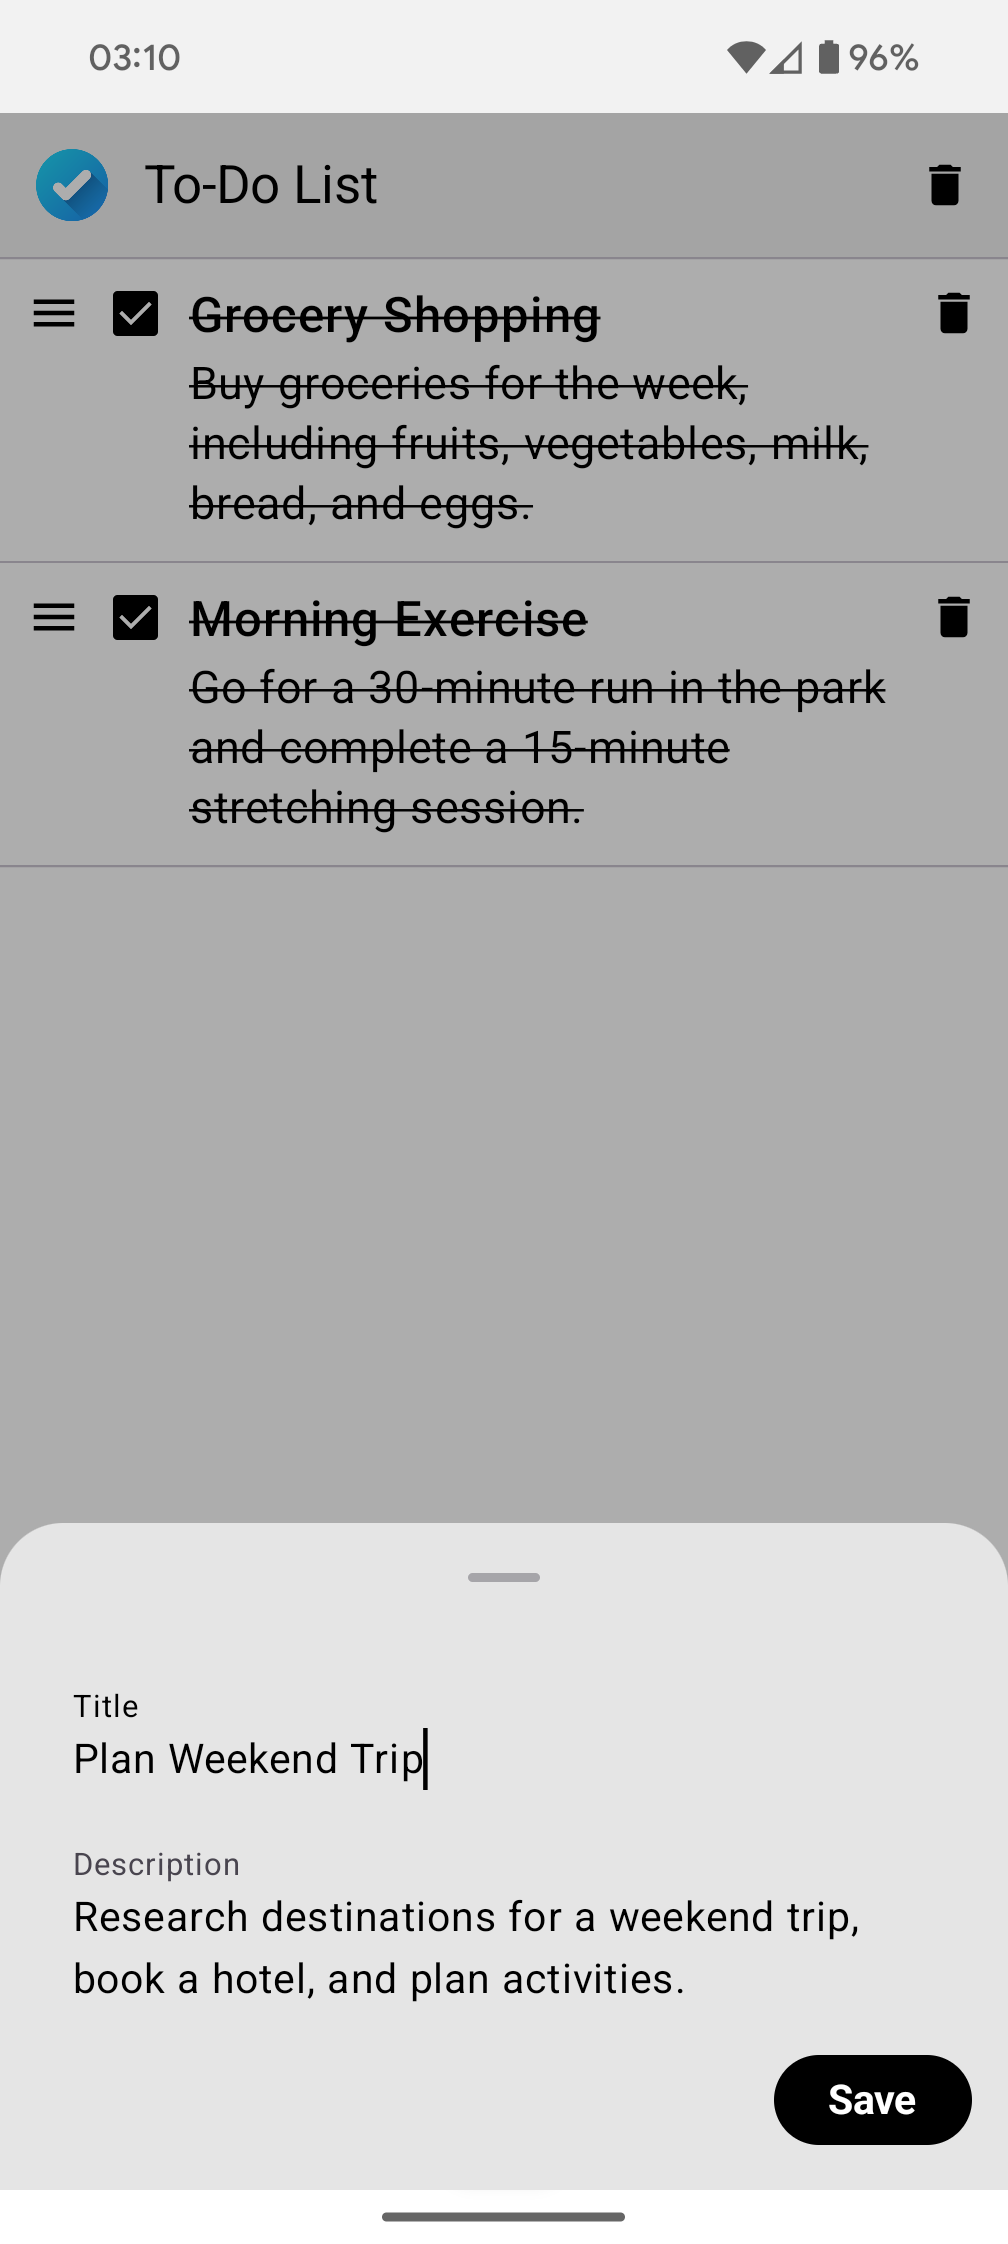 03:10
96%
To-Do List
Grocery Shopping
Buy groceries for the week,
including fruits, vegetables, milk,
bread, and eggs.
Morning Exercise
Go for a 30-minute run in the park
and complete a 15-minute
stretching session.
Title
Plan Weekend Trip
Description
Research destinations for a weekend trip,
book a hotel, and plan activities.
Save